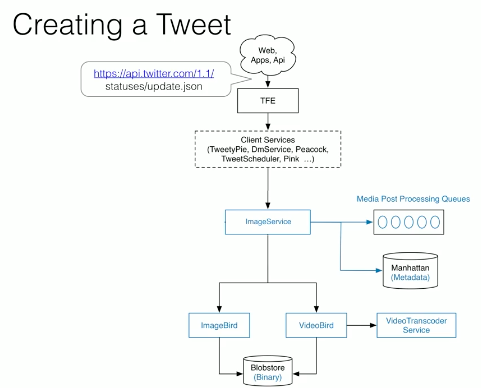 Creating a Tweet
Web,
Apps, Api
https://api.twitter.com/1.1/
statuses/update.json
TFE
Client Services
(TweetyPie, DmService, Peacock,
TweetScheduler, Pink ...)
Media Post Processing Queues
ImageService
Manhattan
(Metadata)
ImageBird
VideoBird
VideoTranscoder
Service
Blobstore
(Binary)